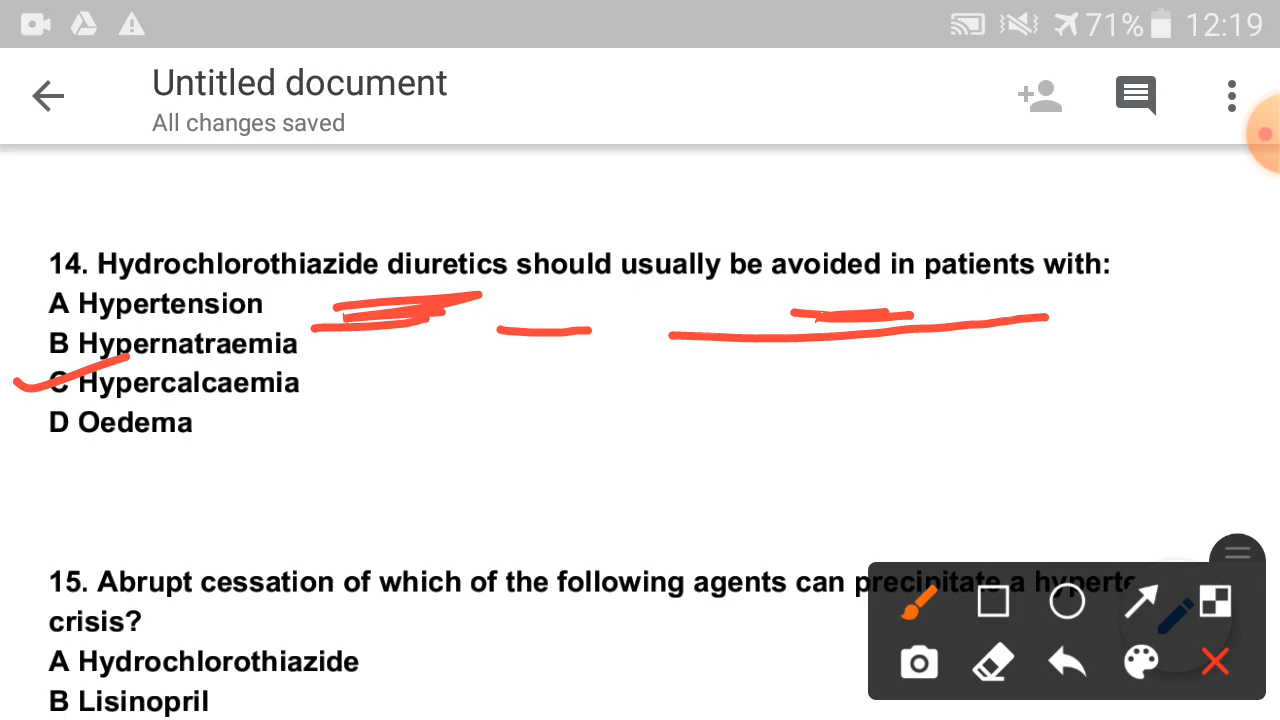 71% 12:19
Untitled document
All changes saved
14. Hydrochlorothiazide diuretics should usually be avoided in patients with:
A Hypertension
B Hypernatraemia
C Hypercalcaemia
D Oedema
15. Abrupt cessation of which of the following agents can precipitate a hyperte
crisis?
A Hydrochlorothiazide
B Lisinopril